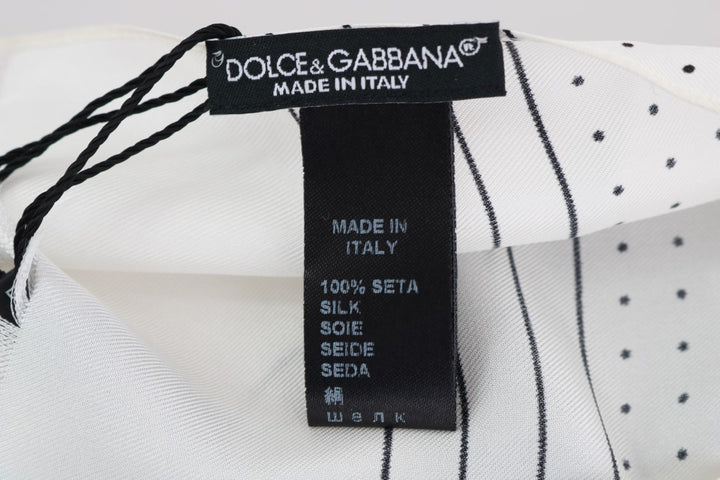 DOLCE & GABBANA®
MADE IN ITALY
MADE IN
ITALY
100% SETA
SILK
SOIE
SEIDE
SEDA
絹
шелк